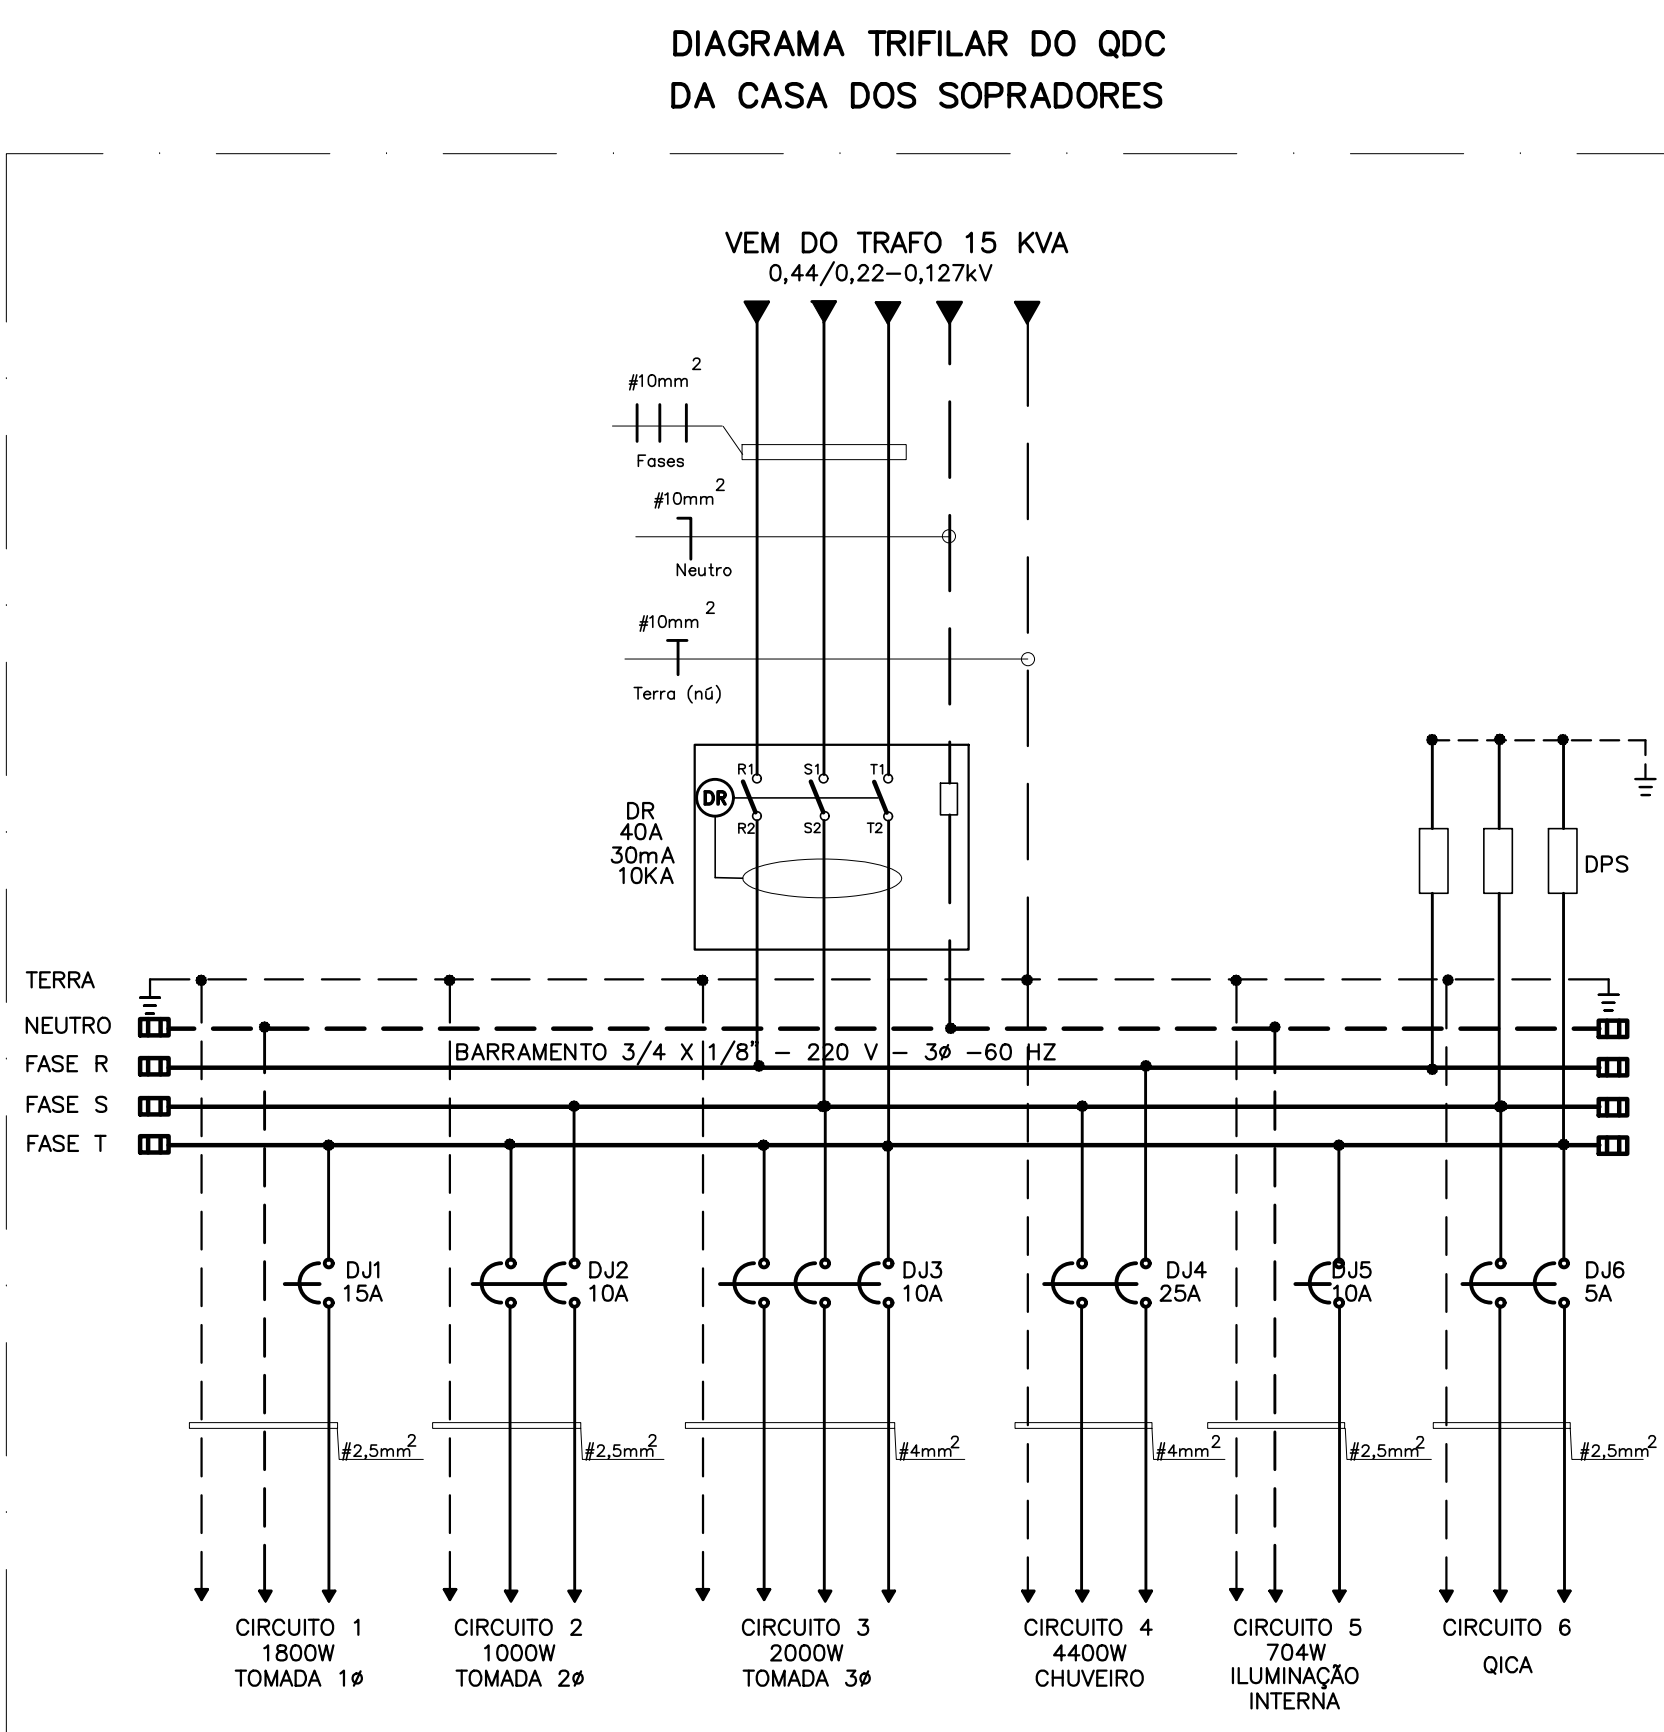 DIAGRAMA TRIFILAR DO QDC
DA CASA DOS SOPRADORES
VEM DO TRAFO 15 KVA
0,44/0,22-0,127kV
#10mm²
Fases
#10mm²
Neutro
#10mm²
Terra (nú)
R1
S1
T1
DR
R2
S2
T2
DR
40A
30mA
10KA
DPS
TERRA
NEUTRO
BARRAMENTO 3/4 X 1/8" - 220 V - 3ø -60 HZ
FASE R
FASE S
FASE T
DJ1
15A
DJ2
10A
DJ3
10A
DJ4
25A
DJ5
10A
DJ6
5A
#2,5mm²
#2,5mm²
#4mm²
#4mm²
#2,5mm²
#2,5mm²
CIRCUITO 1
1800W
TOMADA 1ø
CIRCUITO 2
1000W
TOMADA 2ø
CIRCUITO 3
2000W
TOMADA 3ø
CIRCUITO 4
4400W
CHUVEIRO
CIRCUITO 5
704W
ILUMINAÇÃO
INTERNA
CIRCUITO 6
QICA